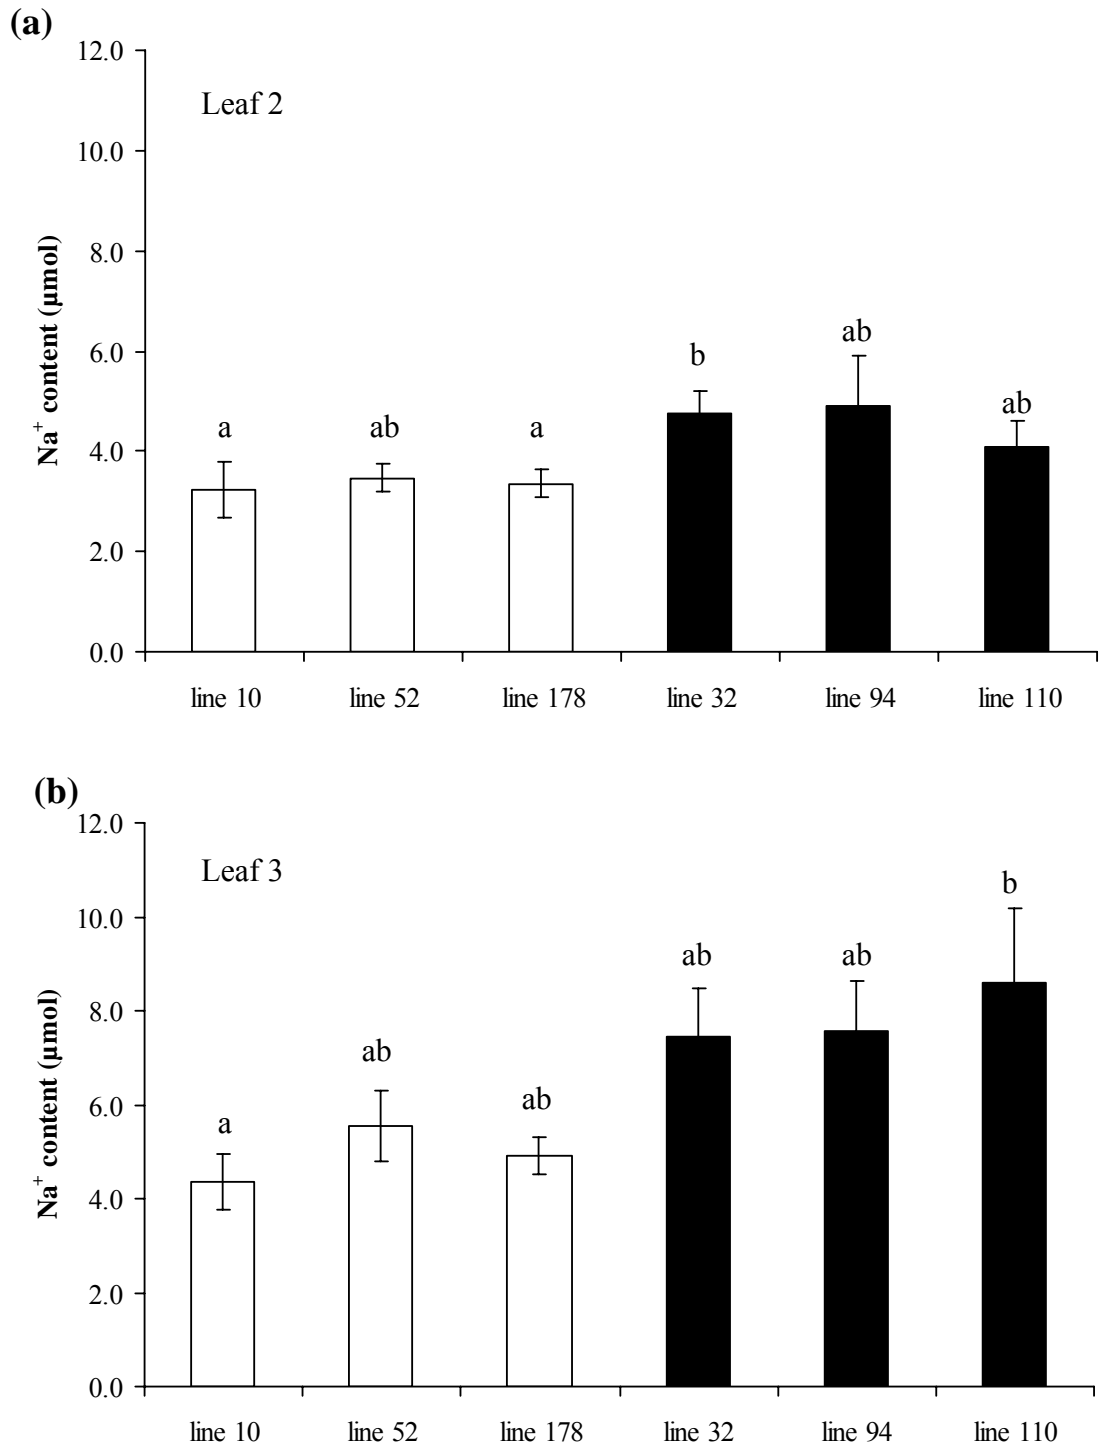 (a)
12.0
Leaf 2
10.0
8.0
6.0
4.0
2.0
0.0
Na⁺ content (µmol)
a
ab
a
b
ab
ab
line 10
line 52
line 178
line 32
line 94
line 110
(b)
12.0
Leaf 3
10.0
8.0
6.0
4.0
2.0
0.0
Na⁺ content (µmol)
a
ab
ab
ab
ab
b
line 10
line 52
line 178
line 32
line 94
line 110